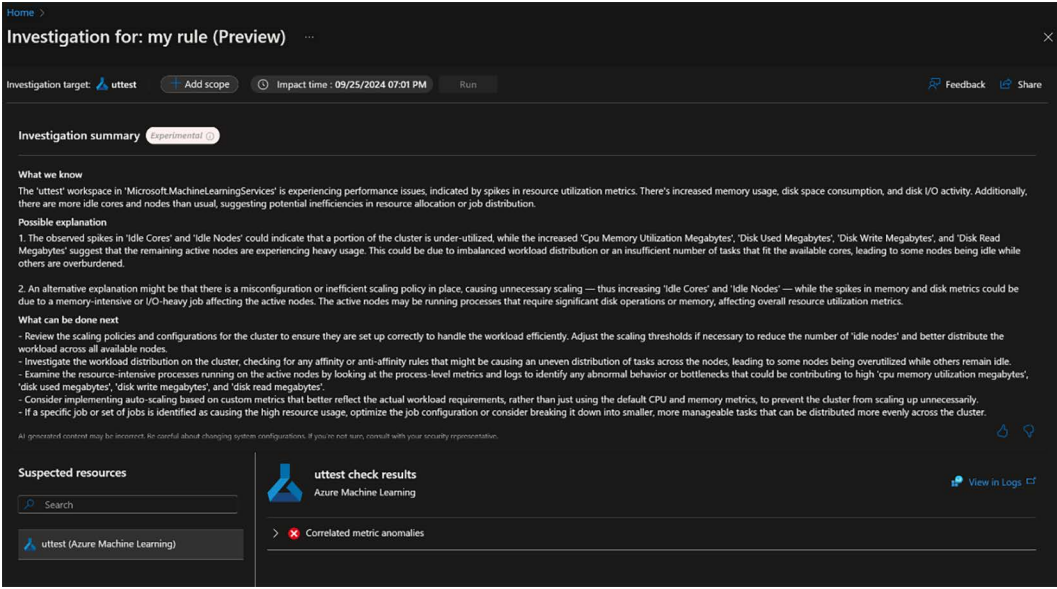 Home >
Investigation for: my rule (Preview) ...
Investigation target: uttest
+ Add scope
Impact time : 09/25/2024 07:01 PM
Run
Feedback
Share
Investigation summary
Experimental
What we know
The 'uttest' workspace in 'Microsoft.MachineLearningServices' is experiencing performance issues, indicated by spikes in resource utilization metrics. There's increased memory usage, disk space consumption, and disk I/O activity. Additionally,
there are more idle cores and nodes than usual, suggesting potential inefficiencies in resource allocation or job distribution.
Possible explanation
1. The observed spikes in 'Idle Cores' and 'Idle Nodes' could indicate that a portion of the cluster is under-utilized, while the increased 'Cpu Memory Utilization Megabytes', 'Disk Used Megabytes', 'Disk Write Megabytes', and 'Disk Read
Megabytes' suggest that the remaining active nodes are experiencing heavy usage. This could be due to imbalanced workload distribution or an insufficient number of tasks that fit the available cores, leading to some nodes being idle while
others are overburdened.
2. An alternative explanation might be that there is a misconfiguration or inefficient scaling policy in place, causing unnecessary scaling — thus increasing 'Idle Cores' and 'Idle Nodes' — while the spikes in memory and disk metrics could be
due to a memory-intensive or I/O-heavy job affecting the active nodes. The active nodes may be running processes that require significant disk operations or memory, affecting overall resource utilization metrics.
What can be done next
- Review the scaling policies and configurations for the cluster to ensure they are set up correctly to handle the workload efficiently. Adjust the scaling thresholds if necessary to reduce the number of 'idle nodes' and better distribute the
workload across all available nodes.
- Investigate the workload distribution on the cluster, checking for any affinity or anti-affinity rules that might be causing an uneven distribution of tasks across the nodes, leading to some nodes being overutilized while others remain idle.
- Examine the resource-intensive processes running on the active nodes by looking at the process-level metrics and logs to identify any abnormal behavior or bottlenecks that could be contributing to high 'cpu memory utilization megabytes',
'disk used megabytes', 'disk write megabytes', and 'disk read megabytes'.
- Consider implementing auto-scaling based on custom metrics that better reflect the actual workload requirements, rather than just using the default CPU and memory metrics, to prevent the cluster from scaling up unnecessarily.
- If a specific job or set of jobs is identified as causing the high resource usage, optimize the job configuration or consider breaking it down into smaller, more manageable tasks that can be distributed more evenly across the cluster.
AI generated content may be incorrect. Be careful about changing system configurations. If you're not sure, consult with your security representative.
Suspected resources
Search
uttest (Azure Machine Learning)
uttest check results
Azure Machine Learning
View in Logs
Correlated metric anomalies